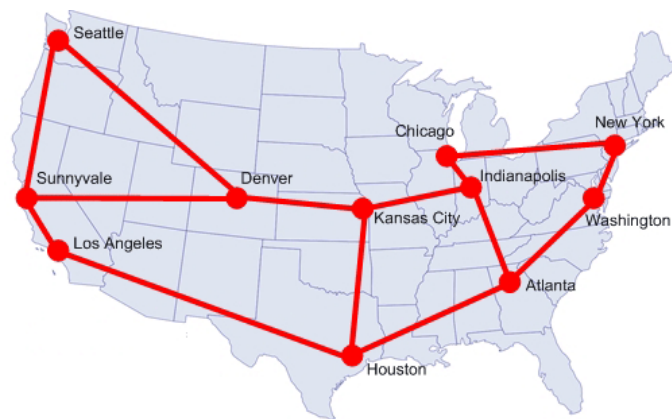 Seattle
New York
Chicago
Indianapolis
Sunnyvale
Denver
Kansas City
Washington
Los Angeles
Atlanta
Houston